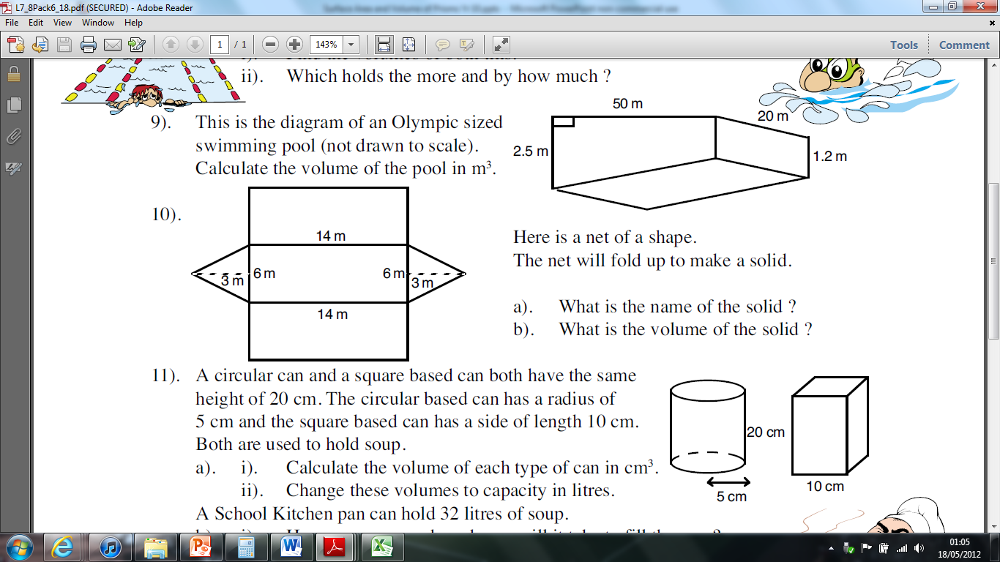 L7_8Pack6_18.pdf (SECURED) - Adobe Reader
File Edit View Window Help
1 / 1 143% Tools Comment
ii). Which holds the more and by how much ?
9). This is the diagram of an Olympic sized
swimming pool (not drawn to scale).
Calculate the volume of the pool in m³.
50 m
20 m
2.5 m
1.2 m
10).
14 m
3 m
6 m
6 m
3 m
14 m
Here is a net of a shape.
The net will fold up to make a solid.
a). What is the name of the solid ?
b). What is the volume of the solid ?
11). A circular can and a square based can both have the same
height of 20 cm. The circular based can has a radius of
5 cm and the square based can has a side of length 10 cm.
Both are used to hold soup.
a). i). Calculate the volume of each type of can in cm³.
ii). Change these volumes to capacity in litres.
A School Kitchen pan can hold 32 litres of soup.
20 cm
5 cm
10 cm
01:05
18/05/2012